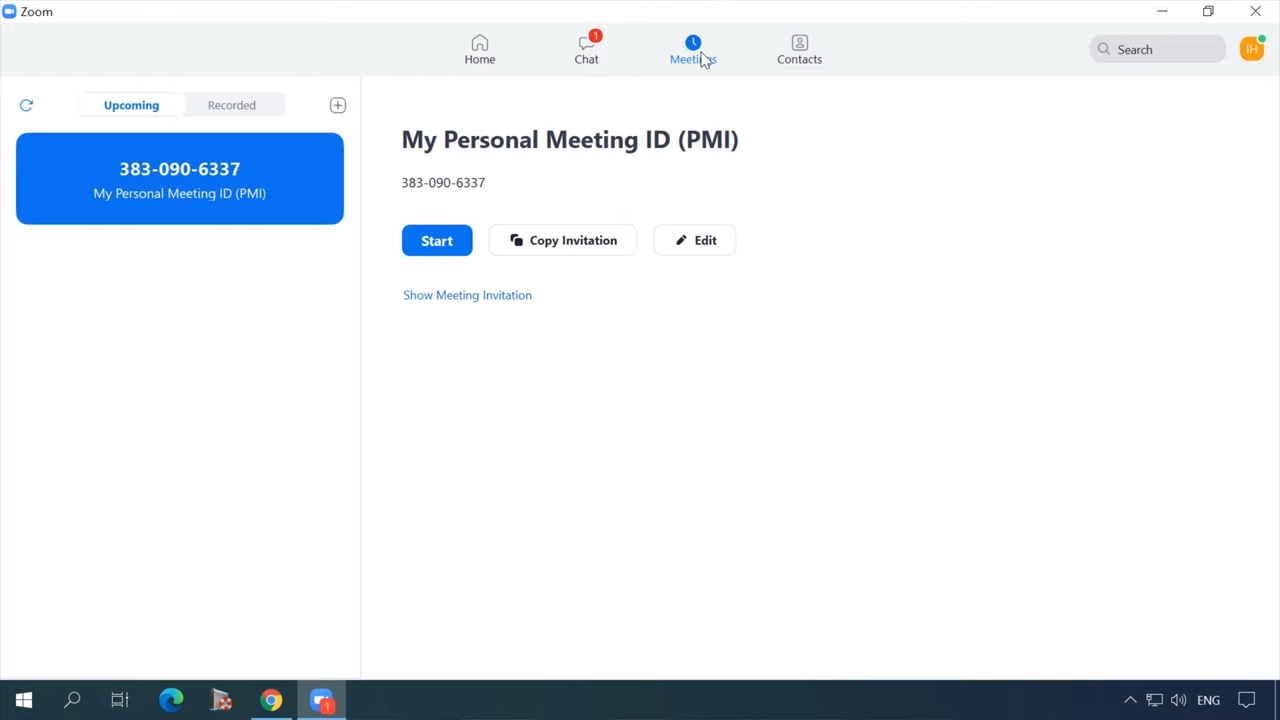 Zoom
Home
1
Chat
Meetings
Contacts
Search
IH
Upcoming
Recorded
383-090-6337
My Personal Meeting ID (PMI)
My Personal Meeting ID (PMI)
383-090-6337
Start
Copy Invitation
Edit
Show Meeting Invitation
1
ENG